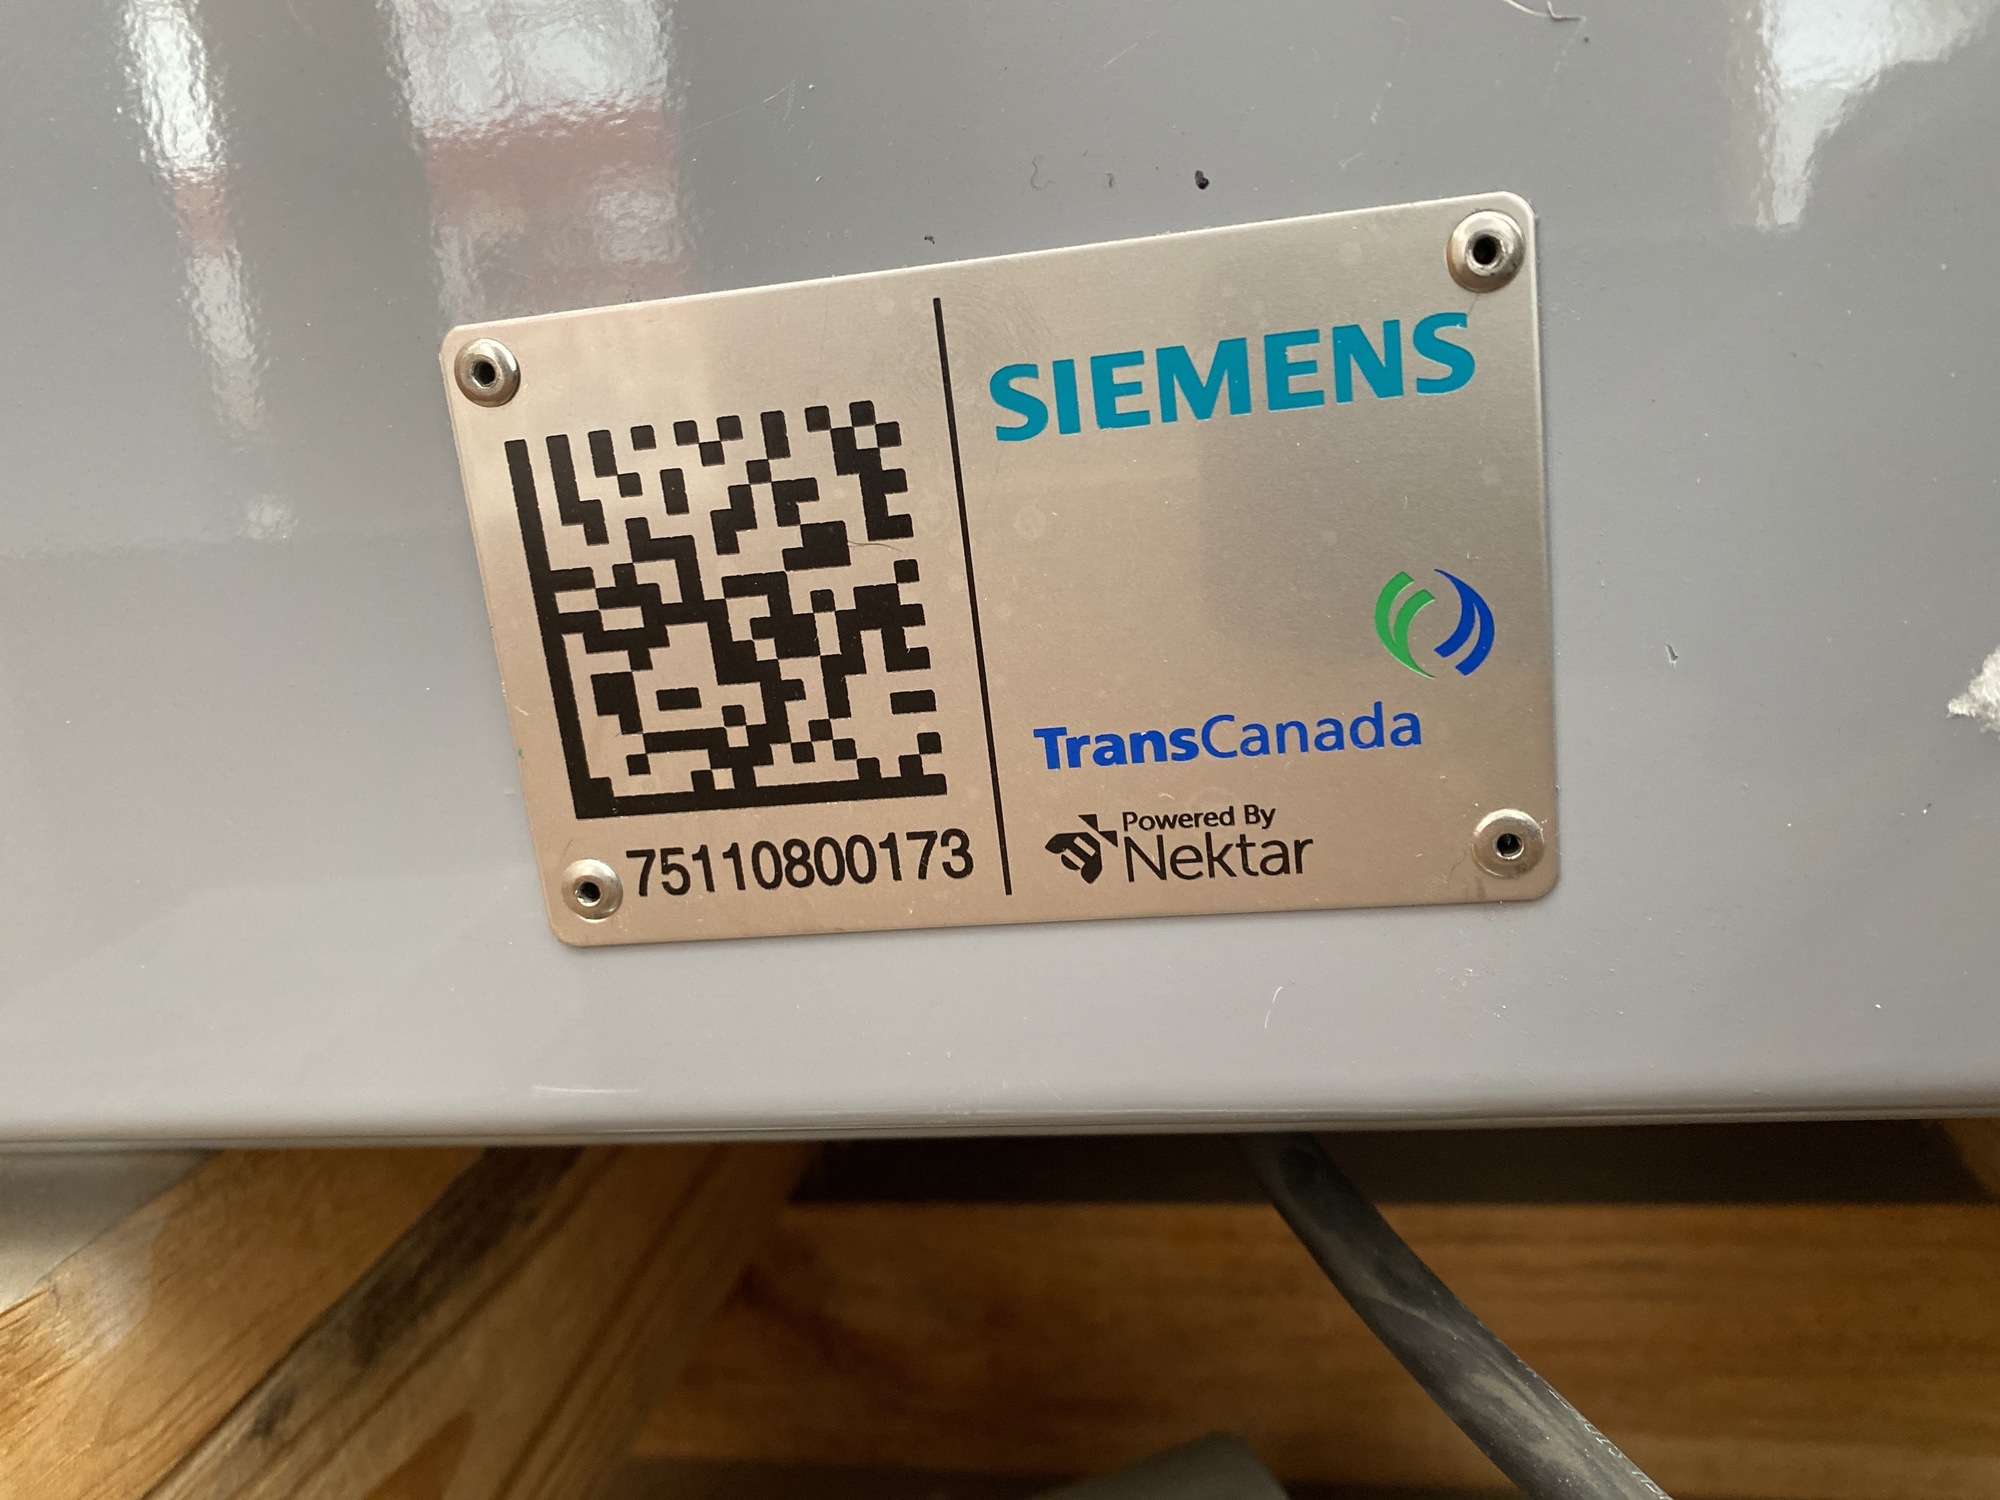 SIEMENS
TransCanada
Powered By
Nektar
75110800173